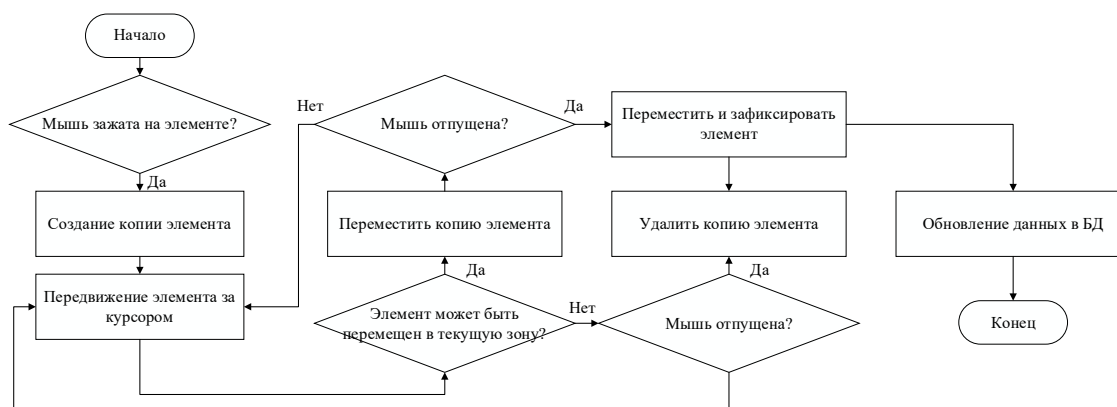 Начало
Мышь зажата на элементе?
Да
Создание копии элемента
Передвижение элемента за
курсором
Нет
Мышь отпущена?
Да
Переместить копию элемента
Да
Элемент может быть
перемещен в текущую зону?
Нет
Переместить и зафиксировать
элемент
Удалить копию элемента
Да
Мышь отпущена?
Обновление данных в БД
Конец